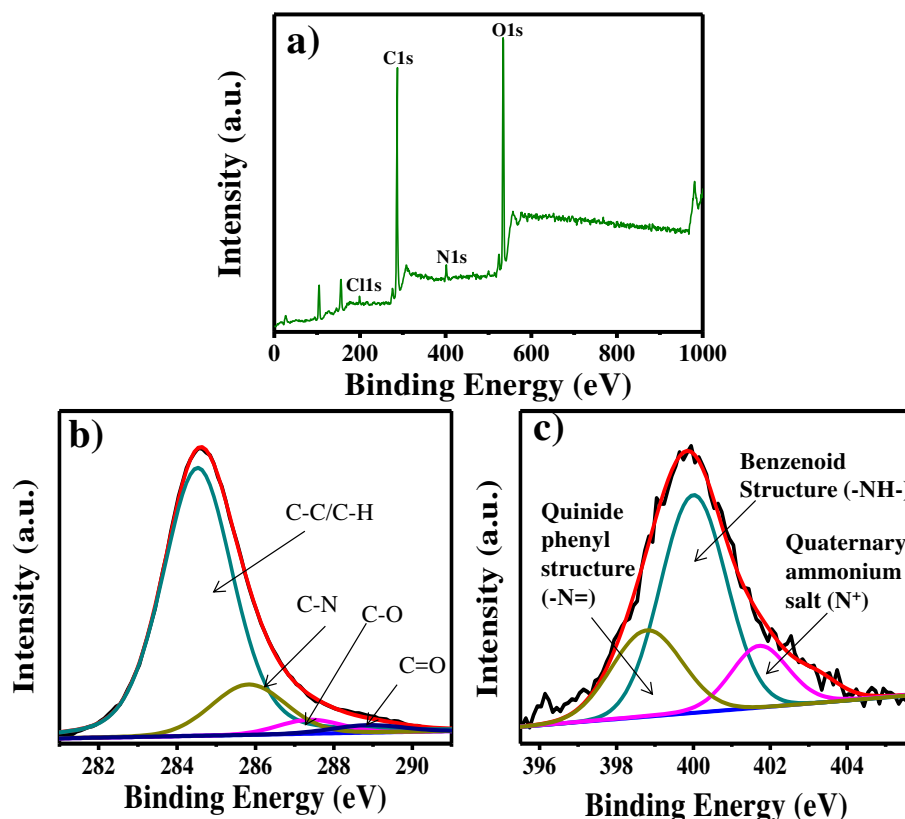 a)
O1s
C1s
Cl1s
N1s
Intensity (a.u.)
0 200 400 600 800 1000
Binding Energy (eV)
b)
C-C/C-H
C-N
C-O
C=O
Intensity (a.u.)
282 284 286 288 290
Binding Energy (eV)
c)
Benzenoid
Structure (-NH-)
Quinide
phenyl
structure
(-N=)
Quaternary
ammonium
salt (N⁺)
Intensity (a.u.)
396 398 400 402 404
Binding Energy (eV)